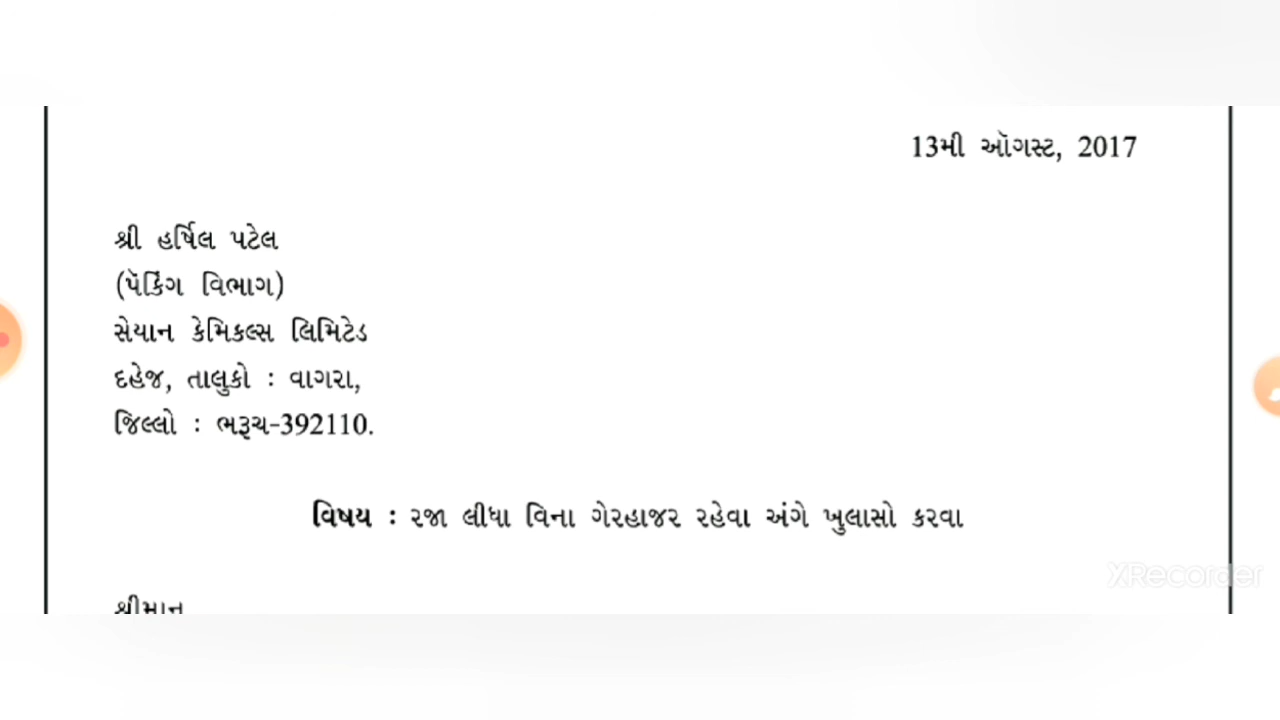 13મી ઑગસ્ટ, 2017
શ્રી હર્ષિલ પટેલ
(પૅકિંગ વિભાગ)
સેયાન કેમિકલ્સ લિમિટેડ
દહેજ, તાલુકો : વાગરા,
જિલ્લો : ભરૂચ-392110.
વિષય : રજા લીધા વિના ગેરહાજર રહેવા અંગે ખુલાસો કરવા
XRecorder
શ્રીમાન